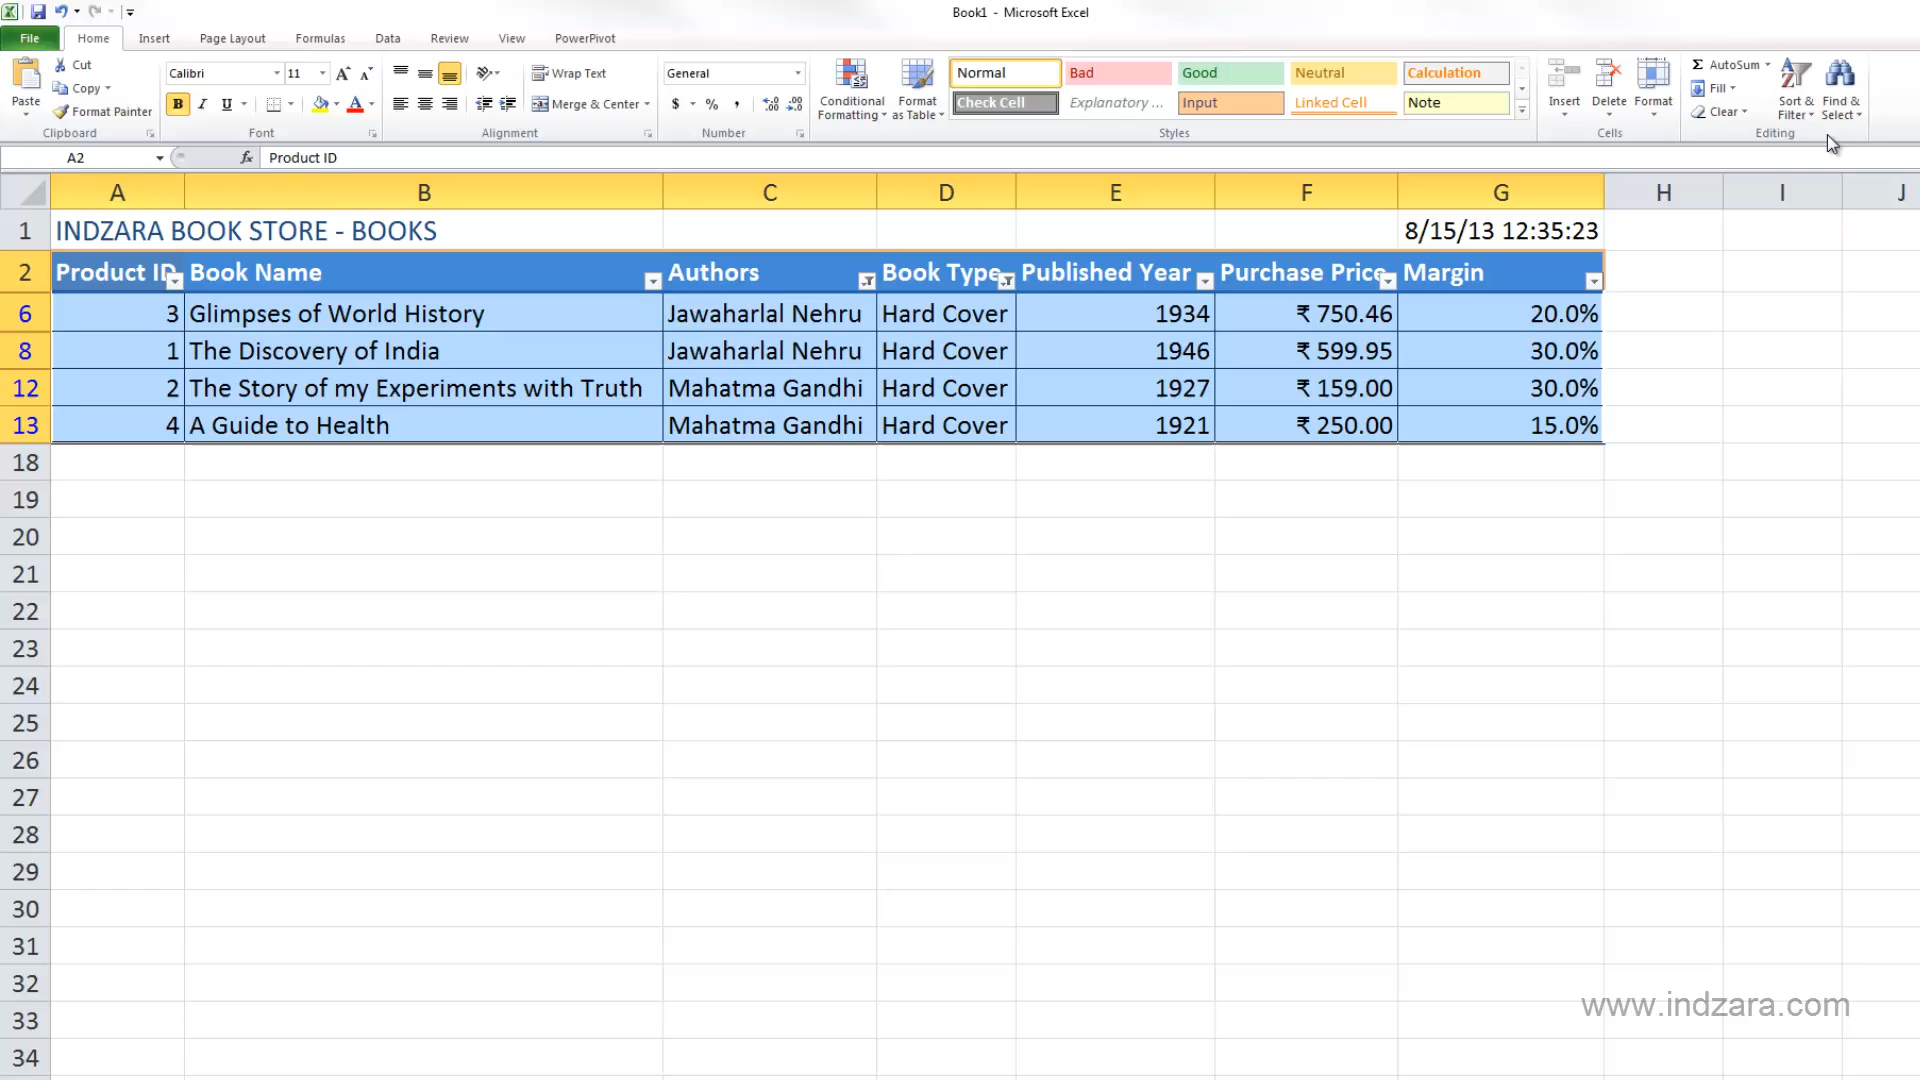 Book1 - Microsoft Excel
File Home Insert Page Layout Formulas Data Review View PowerPivot
Paste
Cut
Copy
Format Painter
Clipboard
Calibri 11
B I U
Font
Wrap Text
Merge & Center
Alignment
General
$ % ,
Number
Conditional Formatting
Format as Table
Normal Bad Good Neutral Calculation
Check Cell Explanatory ... Input Linked Cell Note
Styles
Insert Delete Format
Cells
Σ AutoSum
Fill
Clear
Sort & Filter
Find & Select
Editing
A2 fx Product ID
A B C D E F G H I J
1 INDZARA BOOK STORE - BOOKS 8/15/13 12:35:23
2 Product ID Book Name Authors Book Type Published Year Purchase Price Margin
6 3 Glimpses of World History Jawaharlal Nehru Hard Cover 1934 ₹ 750.46 20.0%
8 1 The Discovery of India Jawaharlal Nehru Hard Cover 1946 ₹ 599.95 30.0%
12 2 The Story of my Experiments with Truth Mahatma Gandhi Hard Cover 1927 ₹ 159.00 30.0%
13 4 A Guide to Health Mahatma Gandhi Hard Cover 1921 ₹ 250.00 15.0%
18
19
20
21
22
23
24
25
26
27
28
29
30
31
32
33
34
www.indzara.com